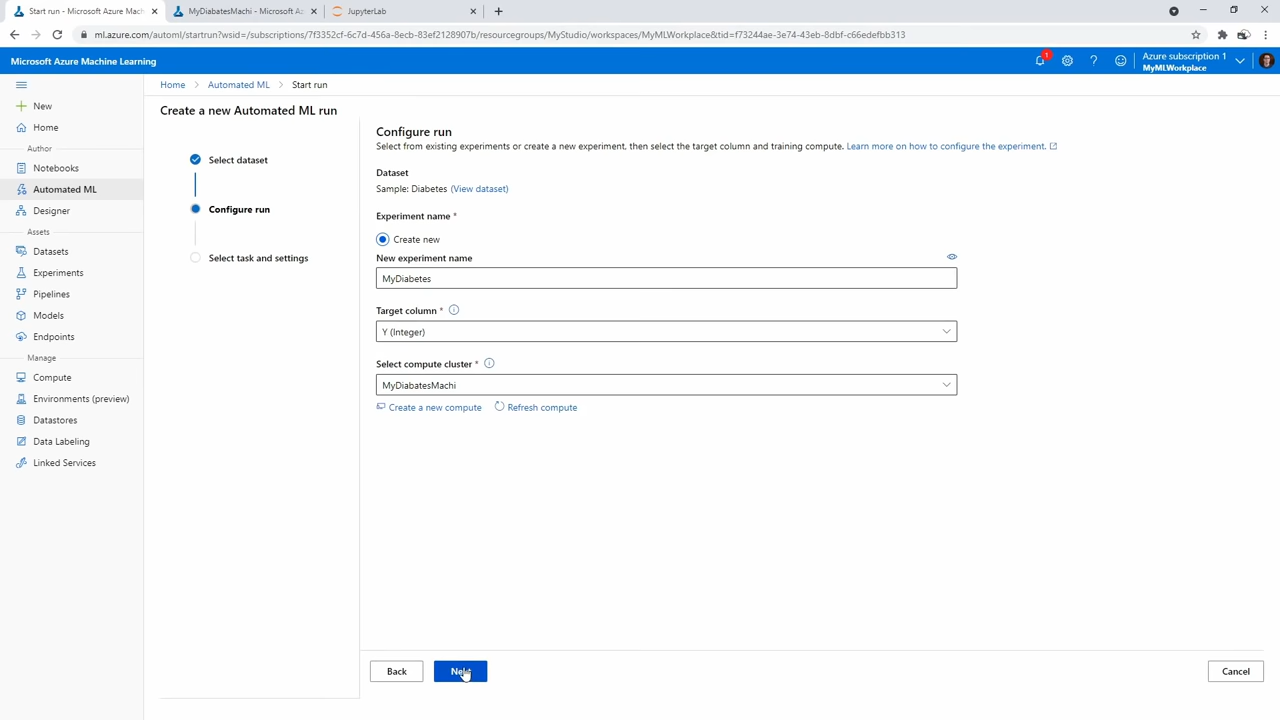 Start run - Microsoft Azure Mach
MyDiabatesMachi - Microsoft Az
JupyterLab
ml.azure.com/automl/startrun?wsid=/subscriptions/7f3352cf-6c7d-456a-8ecb-83ef2128907b/resourcegroups/MyStudio/workspaces/MyMLWorkplace&tid=f73244ae-3e74-43eb-8dbf-c66edefbb313
Microsoft Azure Machine Learning
1
Azure subscription 1
MyMLWorkplace
Home > Automated ML > Start run
New
Home
Author
Notebooks
Automated ML
Designer
Assets
Datasets
Experiments
Pipelines
Models
Endpoints
Manage
Compute
Environments (preview)
Datastores
Data Labeling
Linked Services
Create a new Automated ML run
Select dataset
Configure run
Select task and settings
Configure run
Select from existing experiments or create a new experiment, then select the target column and training compute. Learn more on how to configure the experiment.
Dataset
Sample: Diabetes (View dataset)
Experiment name *
Create new
New experiment name
MyDiabetes
Target column *
Y (Integer)
Select compute cluster *
MyDiabatesMachi
Create a new compute
Refresh compute
Back
Next
Cancel